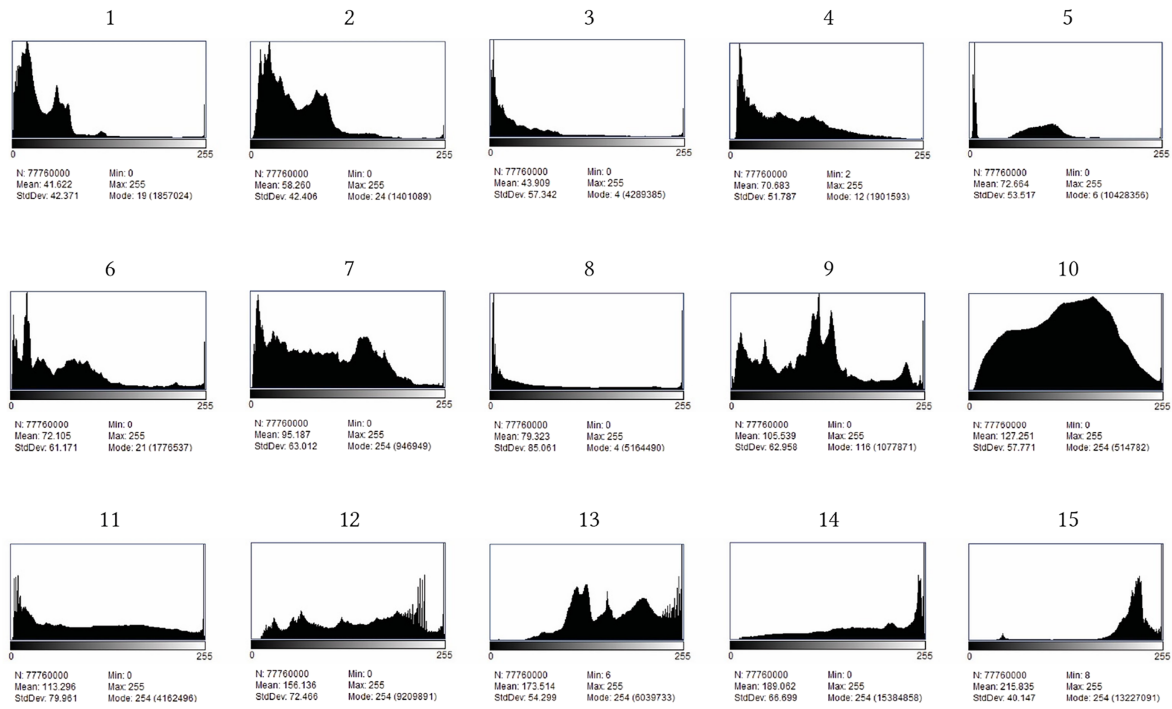 1 2 3 4 5
0 255 0 255 0 255 0 255 0 255
N: 77760000 Min: 0 N: 77760000 Min: 0 N: 77760000 Min: 0 N: 77760000 Min: 2 N: 77760000 Min: 0
Mean: 41.622 Max: 255 Mean: 58.260 Max: 255 Mean: 43.909 Max: 255 Mean: 70.683 Max: 255 Mean: 72.664 Max: 255
StdDev: 42.371 Mode: 19 (1857024) StdDev: 42.406 Mode: 24 (1401089) StdDev: 57.342 Mode: 4 (4289385) StdDev: 51.787 Mode: 12 (1901593) StdDev: 53.517 Mode: 6 (10428356)
6 7 8 9 10
0 255 0 255 0 255 0 255 0 255
N: 77760000 Min: 0 N: 77760000 Min: 0 N: 77760000 Min: 0 N: 77760000 Min: 0 N: 77760000 Min: 0
Mean: 72.105 Max: 255 Mean: 95.187 Max: 255 Mean: 79.323 Max: 255 Mean: 105.539 Max: 255 Mean: 127.251 Max: 255
StdDev: 61.171 Mode: 21 (1776537) StdDev: 63.012 Mode: 254 (946949) StdDev: 85.061 Mode: 4 (5164490) StdDev: 62.958 Mode: 116 (1077871) StdDev: 57.771 Mode: 254 (514782)
11 12 13 14 15
0 255 0 255 0 255 0 255 0 255
N: 77760000 Min: 0 N: 77760000 Min: 0 N: 77760000 Min: 6 N: 77760000 Min: 0 N: 77760000 Min: 8
Mean: 113.296 Max: 255 Mean: 156.136 Max: 255 Mean: 173.514 Max: 255 Mean: 189.062 Max: 255 Mean: 215.835 Max: 255
StdDev: 79.961 Mode: 254 (4162496) StdDev: 72.466 Mode: 254 (9209891) StdDev: 54.299 Mode: 254 (6039733) StdDev: 66.699 Mode: 254 (15384858) StdDev: 40.147 Mode: 254 (13227091)